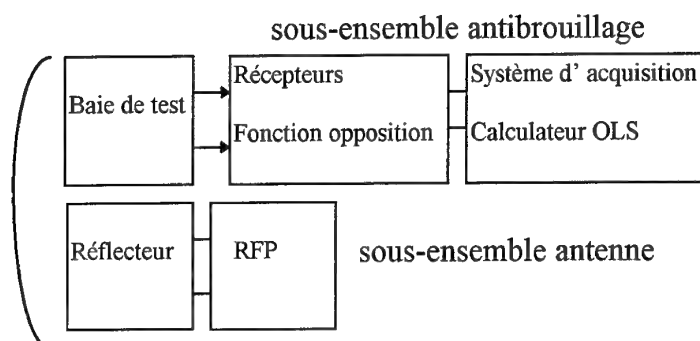 sous-ensemble antibrouillage
Baie de test
Récepteurs
Fonction opposition
Système d' acquisition
Calculateur OLS
Réflecteur
RFP
sous-ensemble antenne